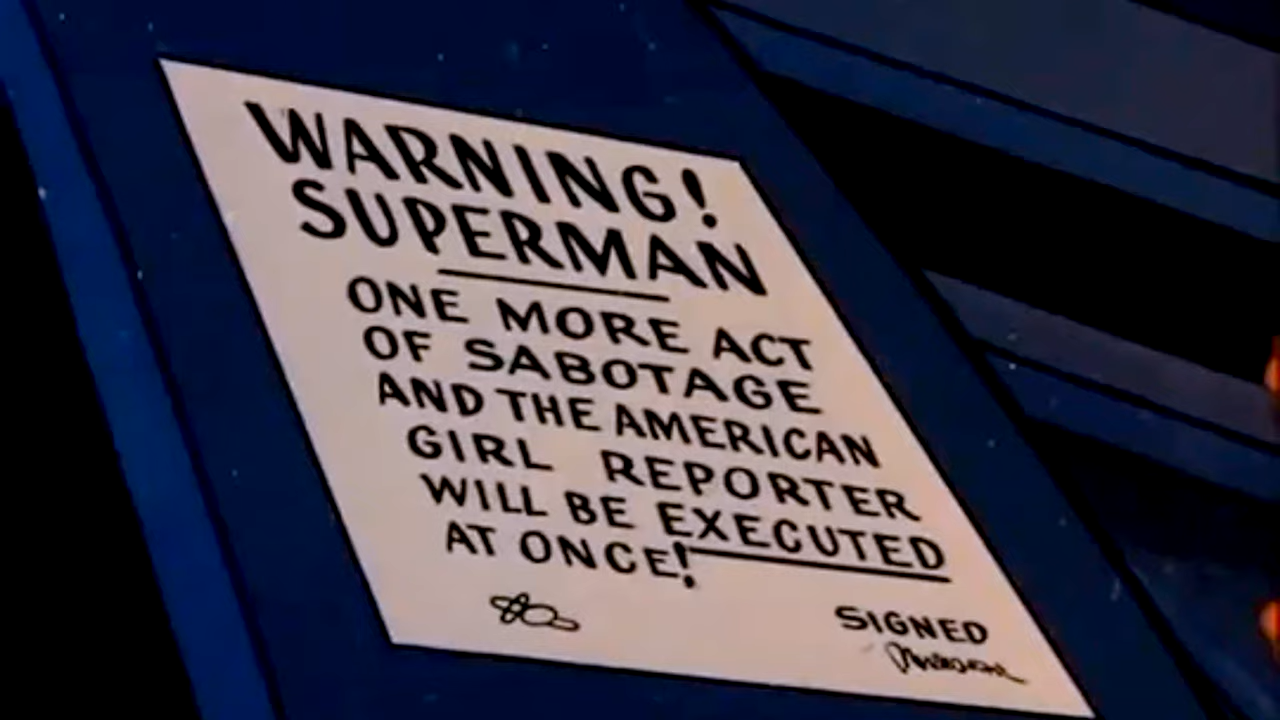 WARNING!
SUPERMAN
ONE MORE ACT
OF SABOTAGE
AND THE AMERICAN
GIRL REPORTER
WILL BE EXECUTED
AT ONCE!
SIGNED